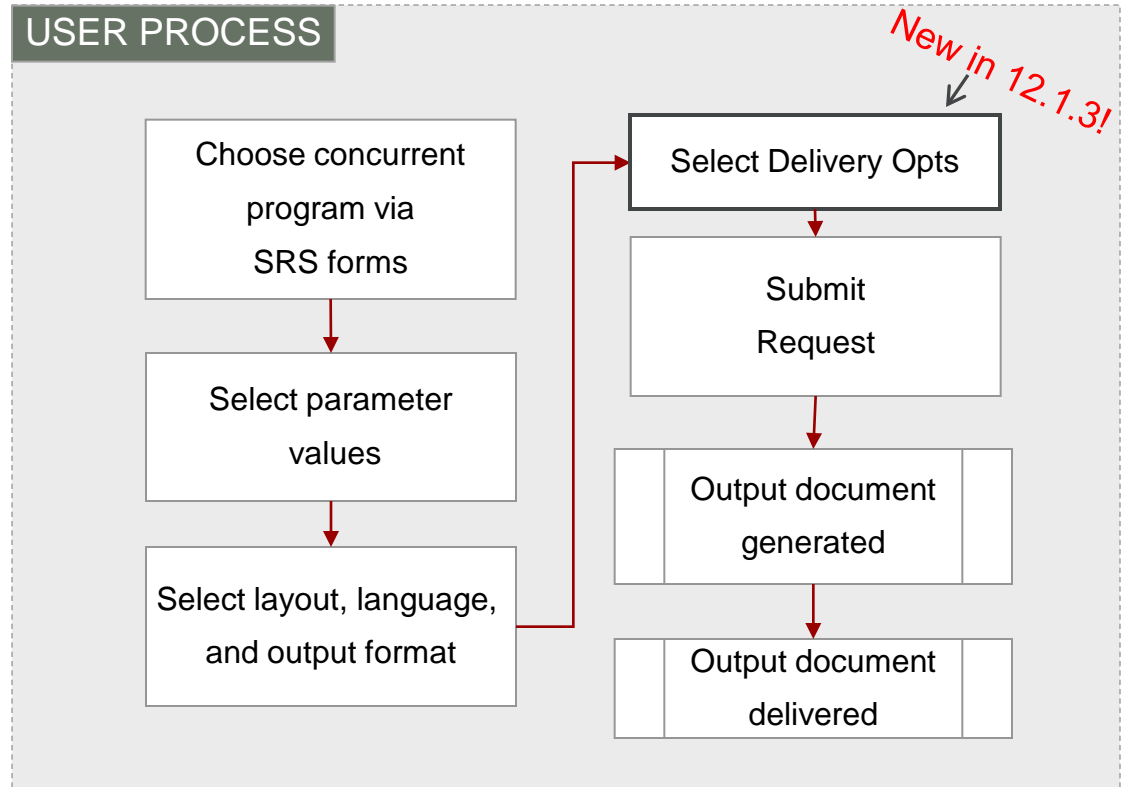 USER PROCESS
New in 12.1.3!
Choose concurrent
program via
SRS forms
Select parameter
values
Select layout, language,
and output format
Select Delivery Opts
Submit
Request
Output document
generated
Output document
delivered